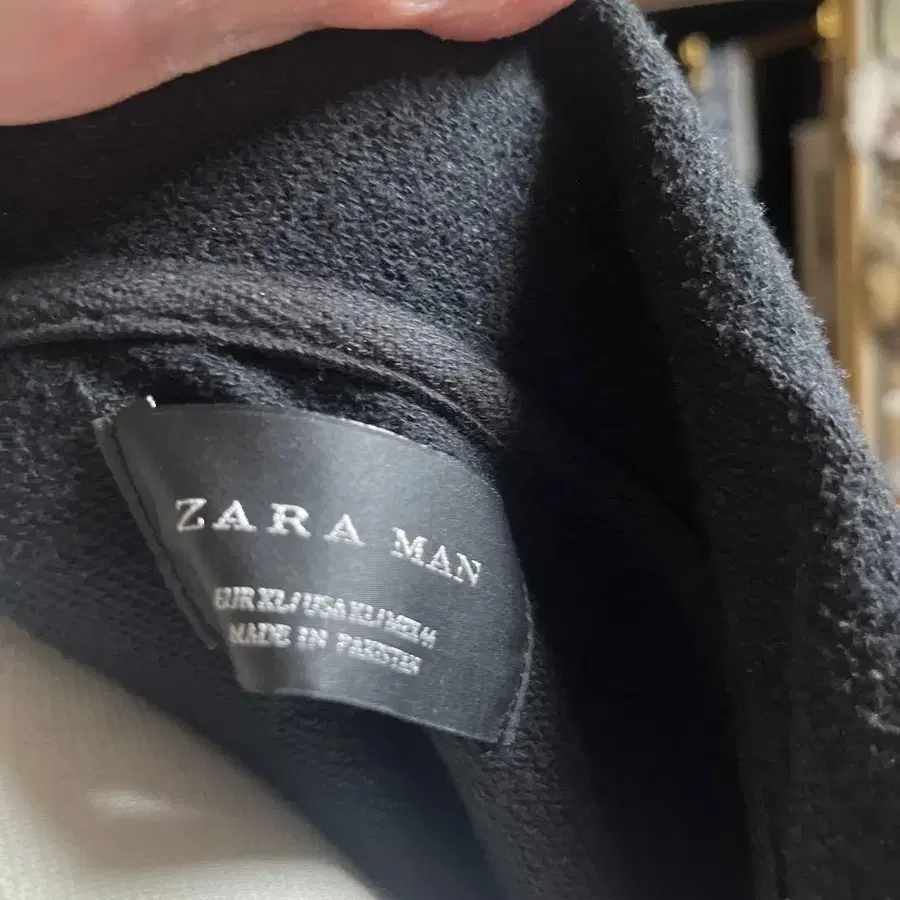 ZARA MAN
EUR XL/USA XL/MEX 44
MADE IN PAKISTAN